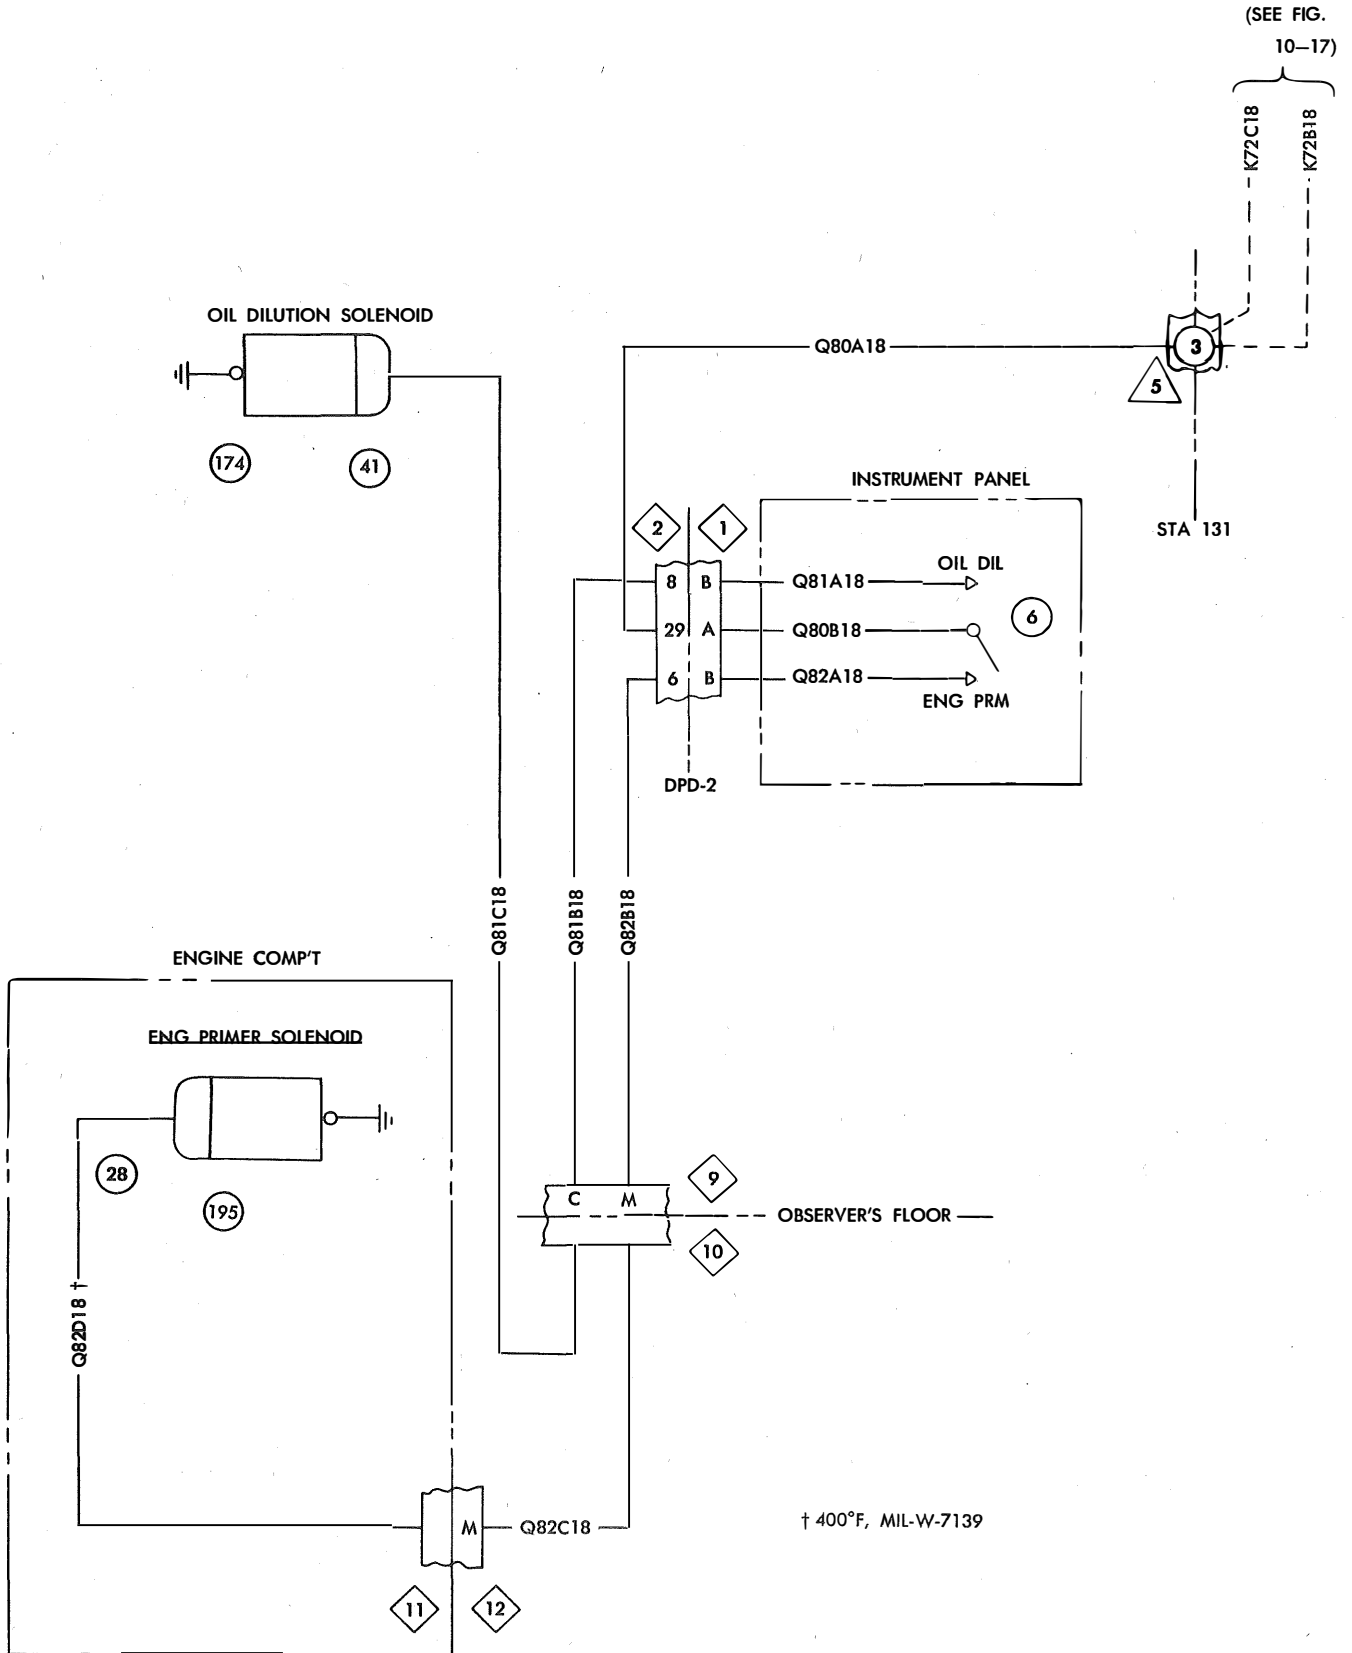 (SEE FIG.
10—17)
K72C18
K72B18
OIL DILUTION SOLENOID
Q80A18
3
5
174
41
INSTRUMENT PANEL
STA 131
2
1
OIL DIL
8
B
Q81A18
6
29
A
Q80B18
6
B
Q82A18
ENG PRM
DPD-2
Q81C18
Q81B18
Q82B18
ENGINE COMP'T
ENG PRIMER SOLENOID
28
195
C
M
9
OBSERVER'S FLOOR
10
Q82D18 †
M
Q82C18
† 400°F, MIL-W-7139
11
12